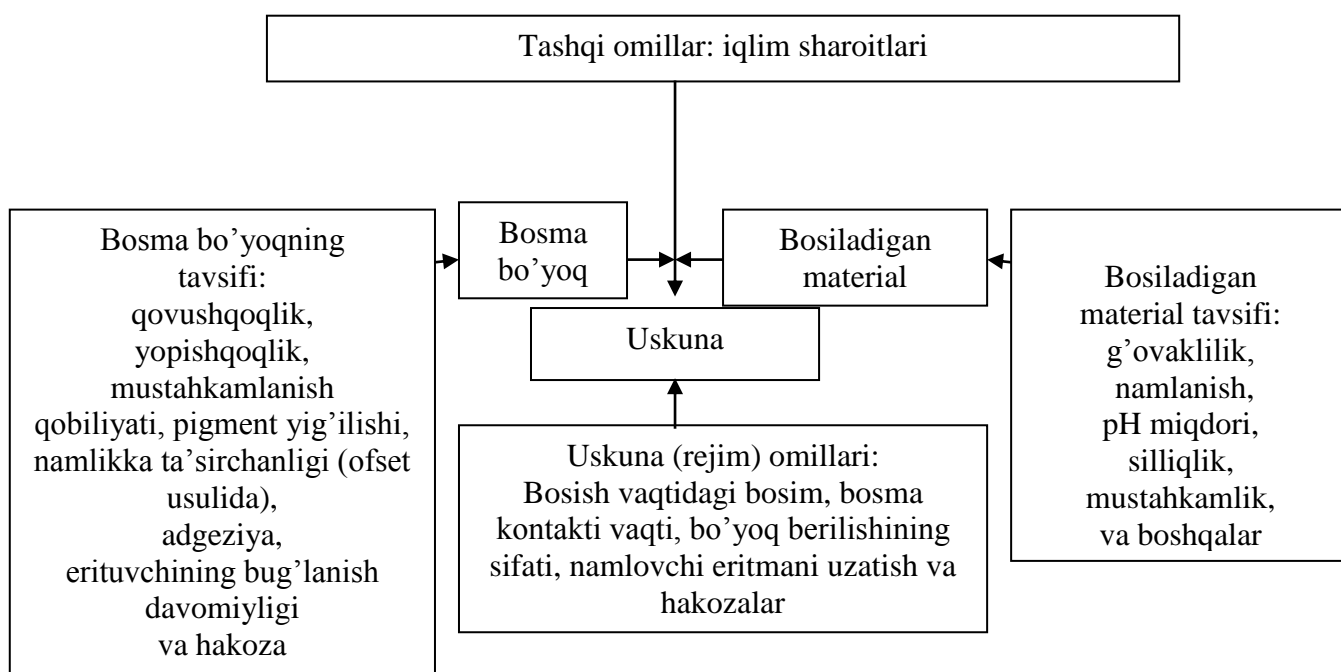 Tashqi omillar: iqlim sharoitlari
Bosma bo’yoqning
tavsifi:
qovushqoqlik,
yopishqoqlik,
mustahkamlanish
qobiliyati, pigment yig’ilishi,
namlikka ta’sirchanligi (ofset
usulida),
adgeziya,
erituvchining bug’lanish
davomiyligi
va hakoza
Bosma
bo’yoq
Bosiladigan
material
Uskuna
Uskuna (rejim) omillari:
Bosish vaqtidagi bosim, bosma
kontakti vaqti, bo’yoq berilishining
sifati, namlovchi eritmani uzatish va
hakozalar
Bosiladigan
material tavsifi:
g’ovaklilik,
namlanish,
pH miqdori,
silliqlik,
mustahkamlik,
va boshqalar